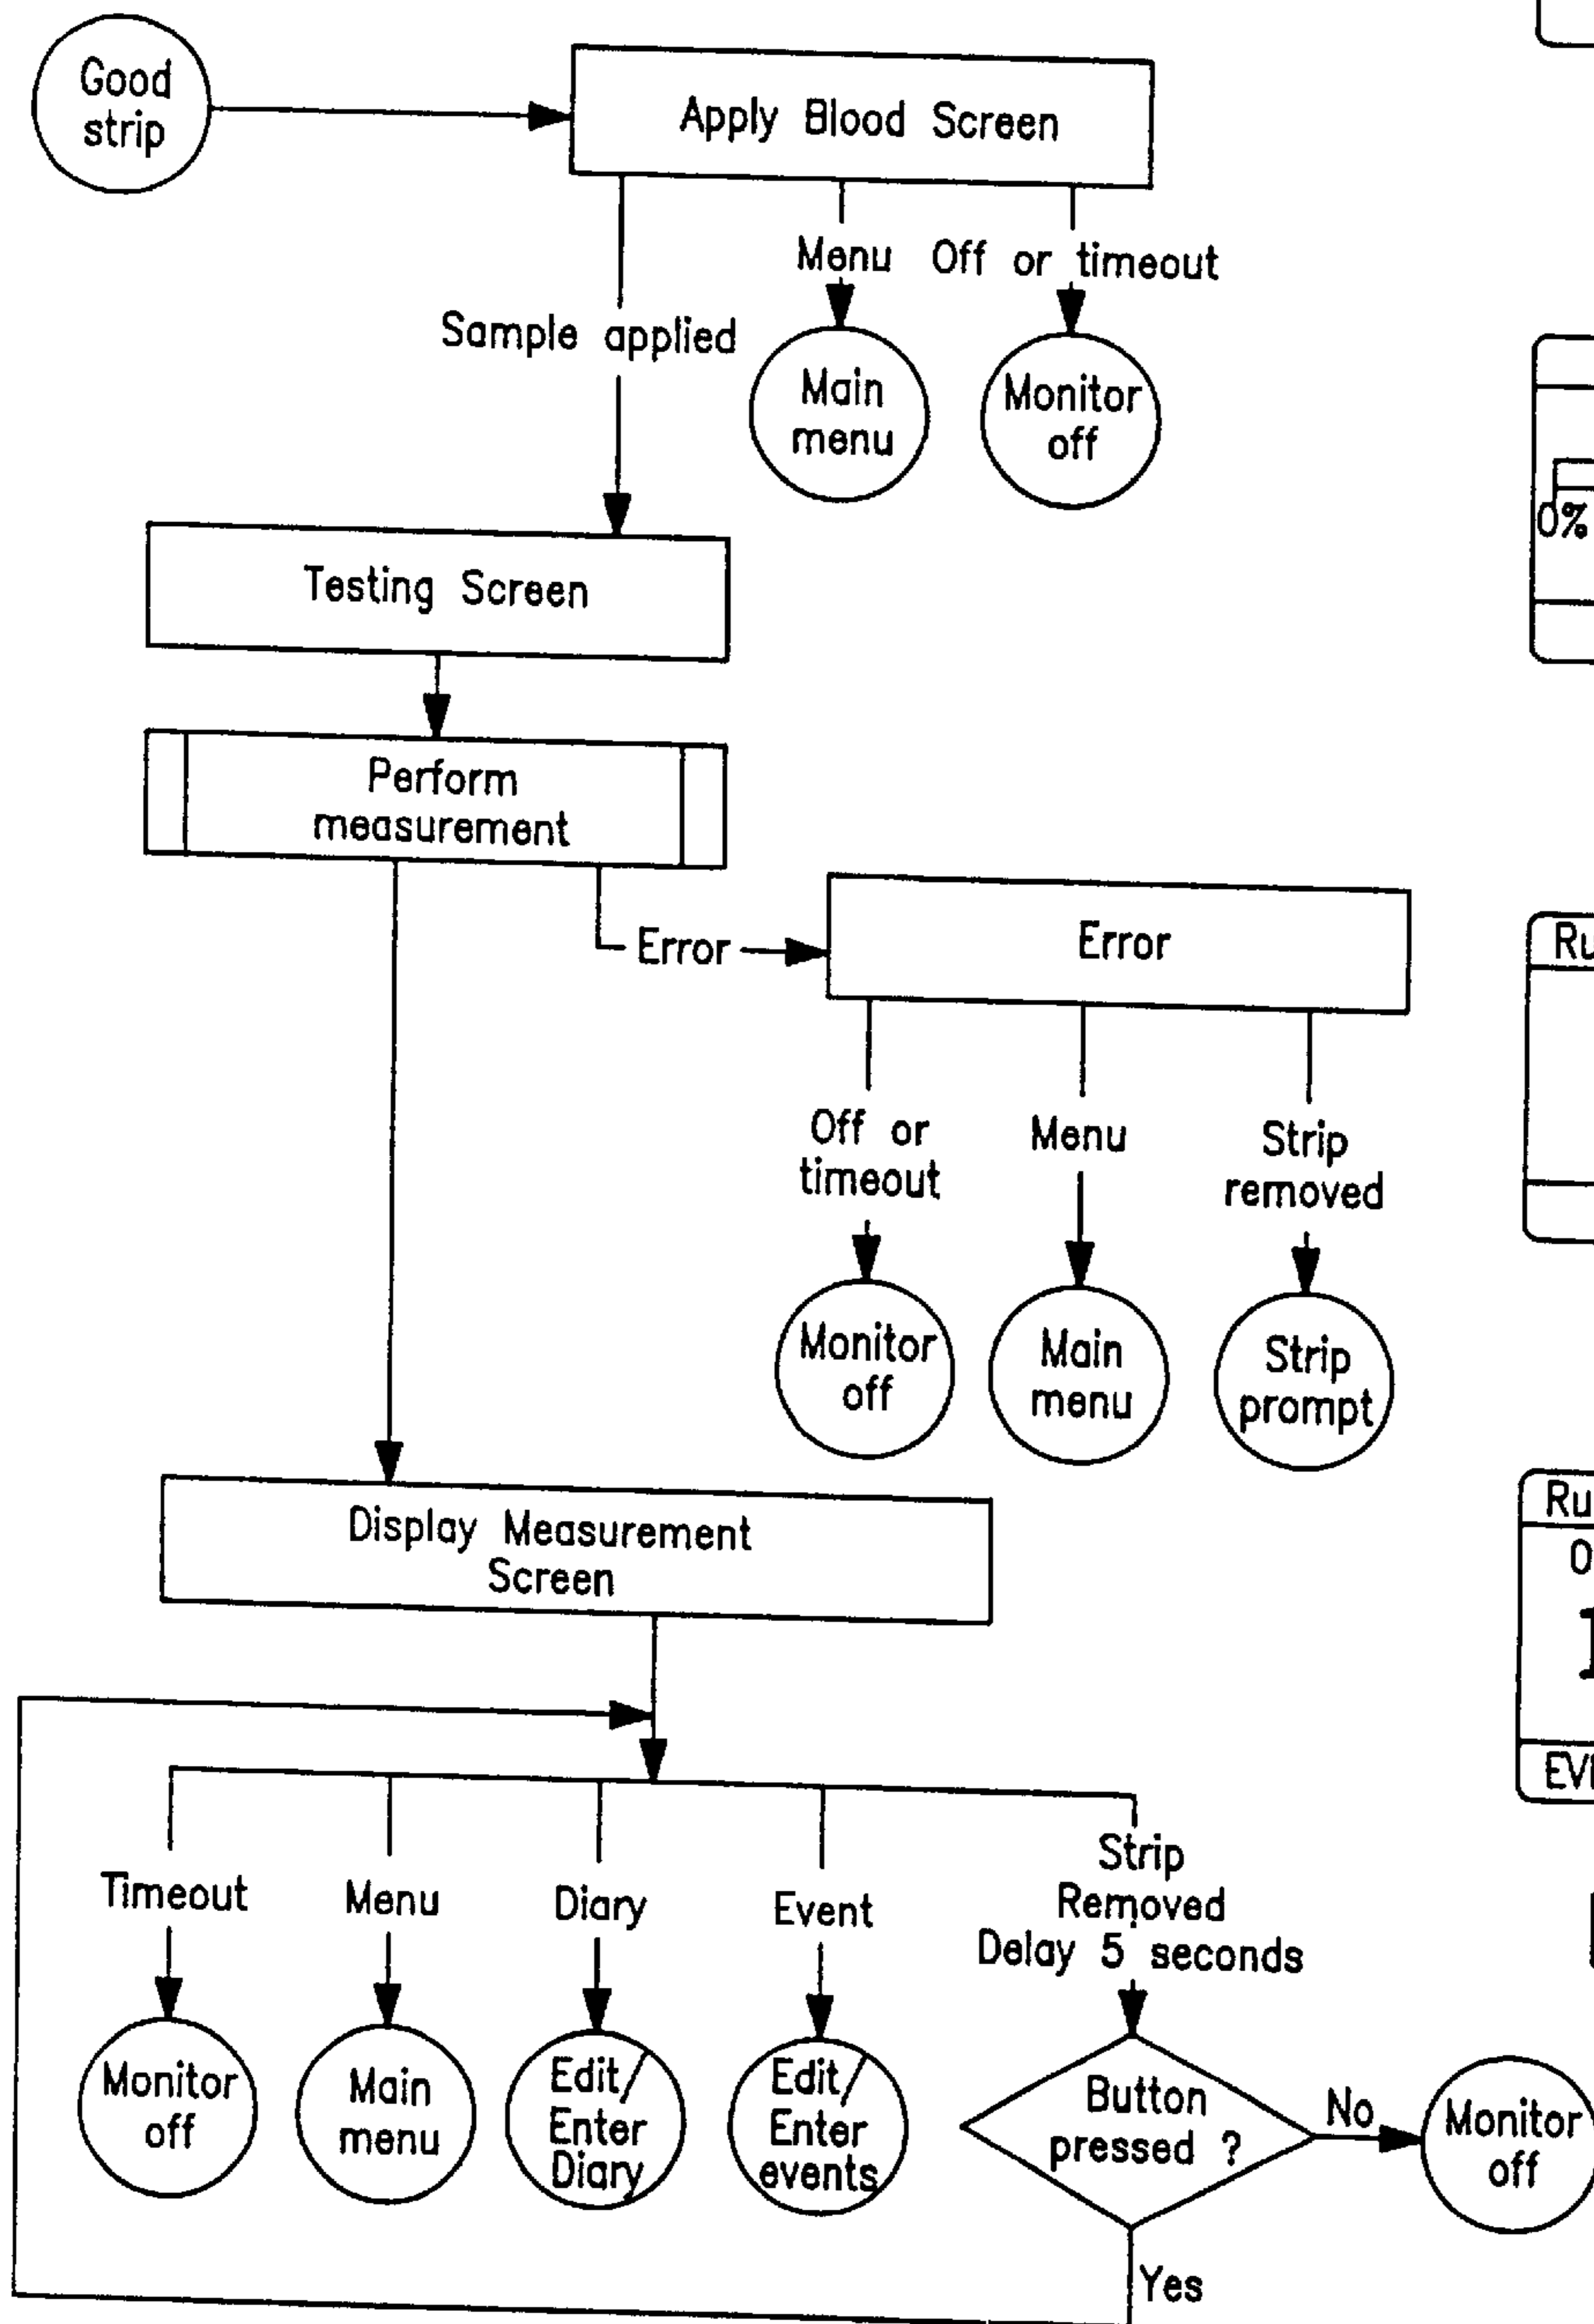 Good
strip
Apply Blood Screen
Menu
Off or timeout
Sample applied
Main
menu
Monitor
off
0%
Testing Screen
Perform
measurement
Error
Error
Off or
timeout
Menu
Strip
removed
Monitor
off
Main
menu
Strip
prompt
Display Measurement
Screen
Timeout
Menu
Diary
Event
Strip
Removed
Delay 5 seconds
Monitor
off
Main
menu
Edit/
Enter
Diary
Edit/
Enter
events
Button
pressed ?
No
Monitor
off
Yes